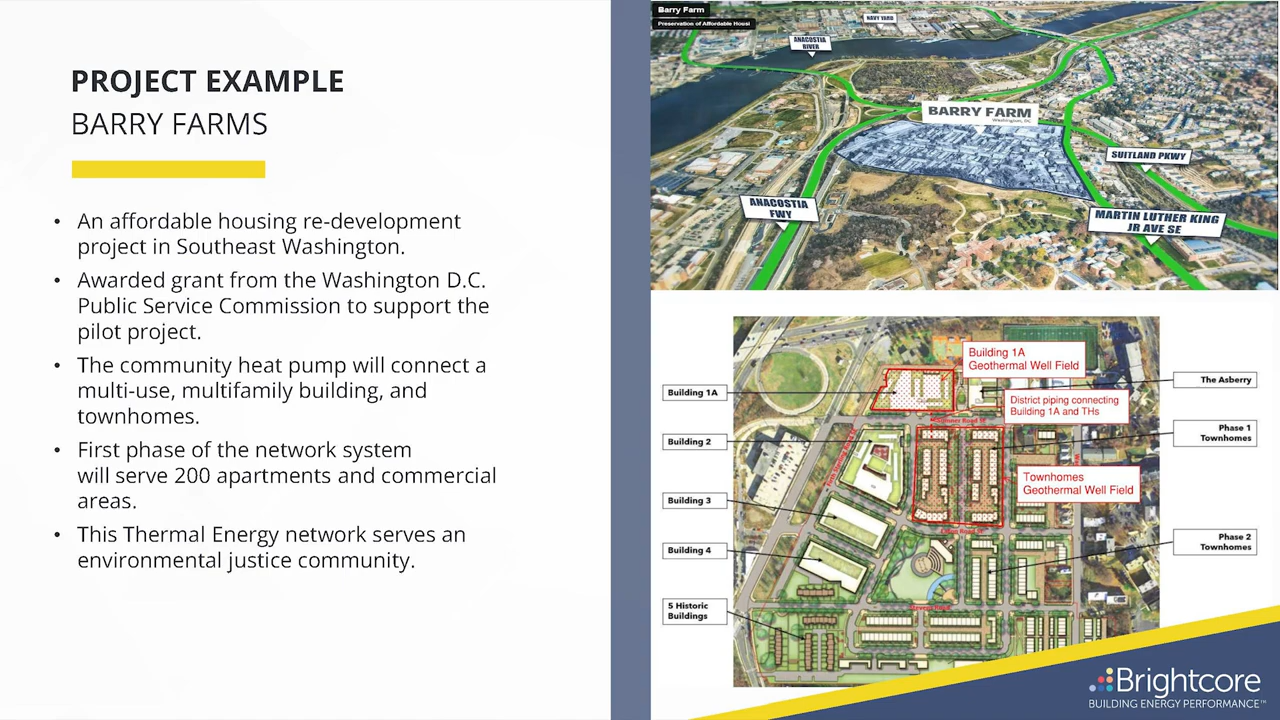 PROJECT EXAMPLE
BARRY FARMS
• An affordable housing re-development
project in Southeast Washington.
• Awarded grant from the Washington D.C.
Public Service Commission to support the
pilot project.
• The community heat pump will connect a
multi-use, multifamily building, and
townhomes.
• First phase of the network system
will serve 200 apartments and commercial
areas.
• This Thermal Energy network serves an
environmental justice community.
Barry Farm
Preservation of Affordable Housi
NAVY YARD
ANACOSTIA
RIVER
BARRY FARM
Washington, DC
SUITLAND PKWY
ANACOSTIA
FWY
MARTIN LUTHER KING
JR AVE SE
Building 1A
Geothermal Well Field
Building 1A
The Asberry
District piping connecting
Building 1A and THs
Building 2
Phase 1
Townhomes
Townhomes
Geothermal Well Field
Building 3
Building 4
Phase 2
Townhomes
5 Historic
Buildings
Brightcore
BUILDING ENERGY PERFORMANCE™